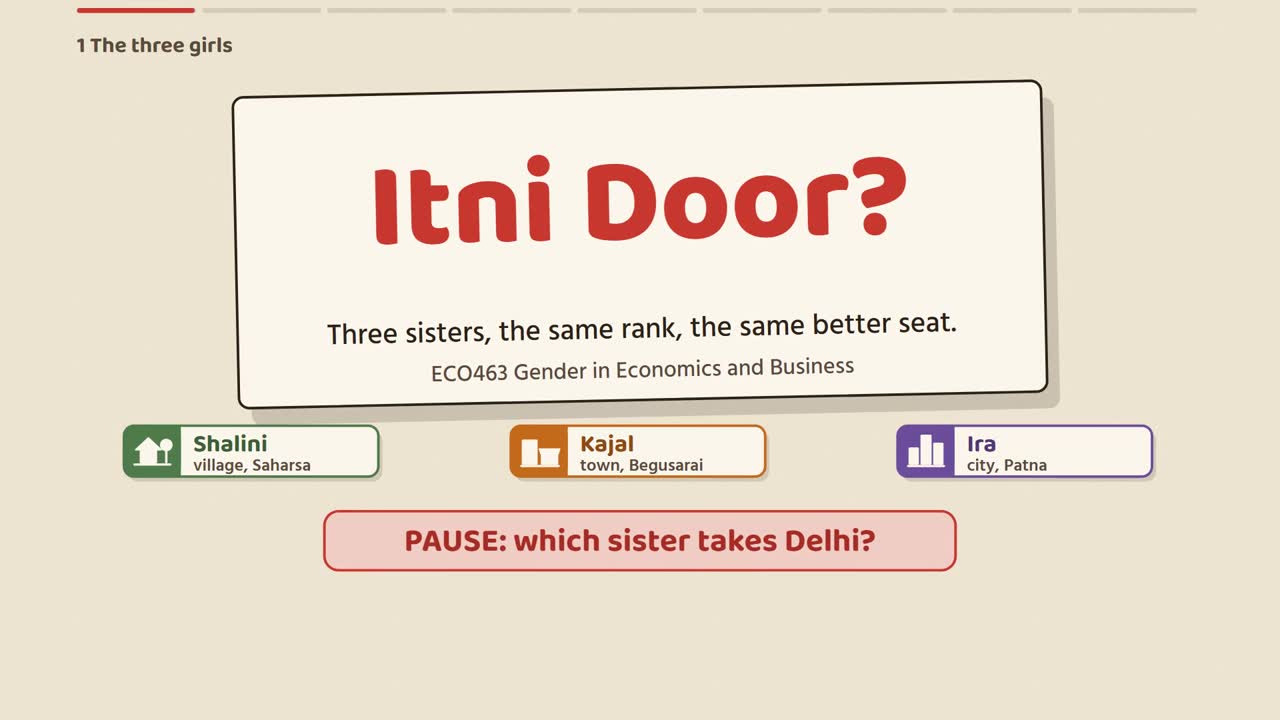 1 The three girls
Itni Door?
Three sisters, the same rank, the same better seat.
ECO463 Gender in Economics and Business
Shalini
village, Saharsa
Kajal
town, Begusarai
Ira
city, Patna
PAUSE: which sister takes Delhi?